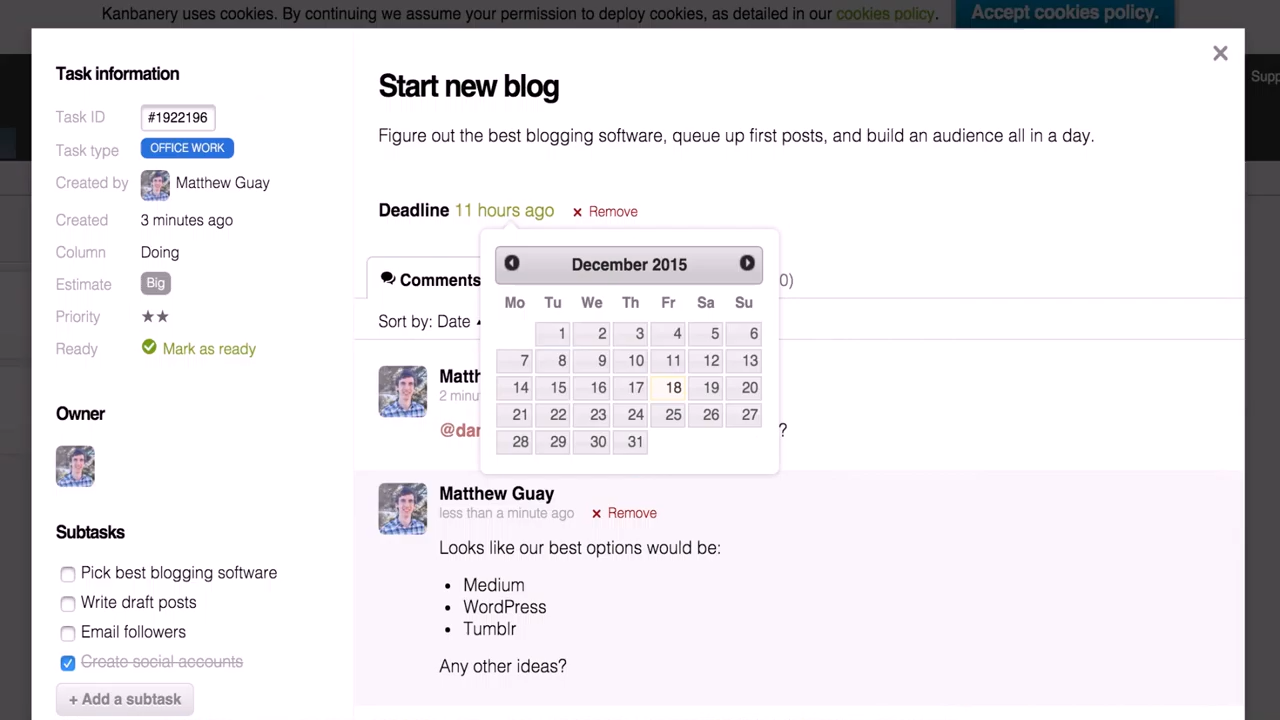 Kanbanery uses cookies. By continuing we assume your permission to deploy cookies, as detailed in our cookies policy.
Accept cookies policy.
Supp
Task information
Task ID #1922196
Task type OFFICE WORK
Created by Matthew Guay
Created 3 minutes ago
Column Doing
Estimate Big
Priority ★★
Ready Mark as ready
Owner
Subtasks
Pick best blogging software
Write draft posts
Email followers
Create social accounts
+ Add a subtask
Start new blog
Figure out the best blogging software, queue up first posts, and build an audience all in a day.
Deadline 11 hours ago × Remove
December 2015
Mo Tu We Th Fr Sa Su
1 2 3 4 5 6
7 8 9 10 11 12 13
14 15 16 17 18 19 20
21 22 23 24 25 26 27
28 29 30 31
Comments 0)
Sort by: Date
Matth
2 minu
@dar ?
Matthew Guay
less than a minute ago × Remove
Looks like our best options would be:
• Medium
• WordPress
• Tumblr
Any other ideas?